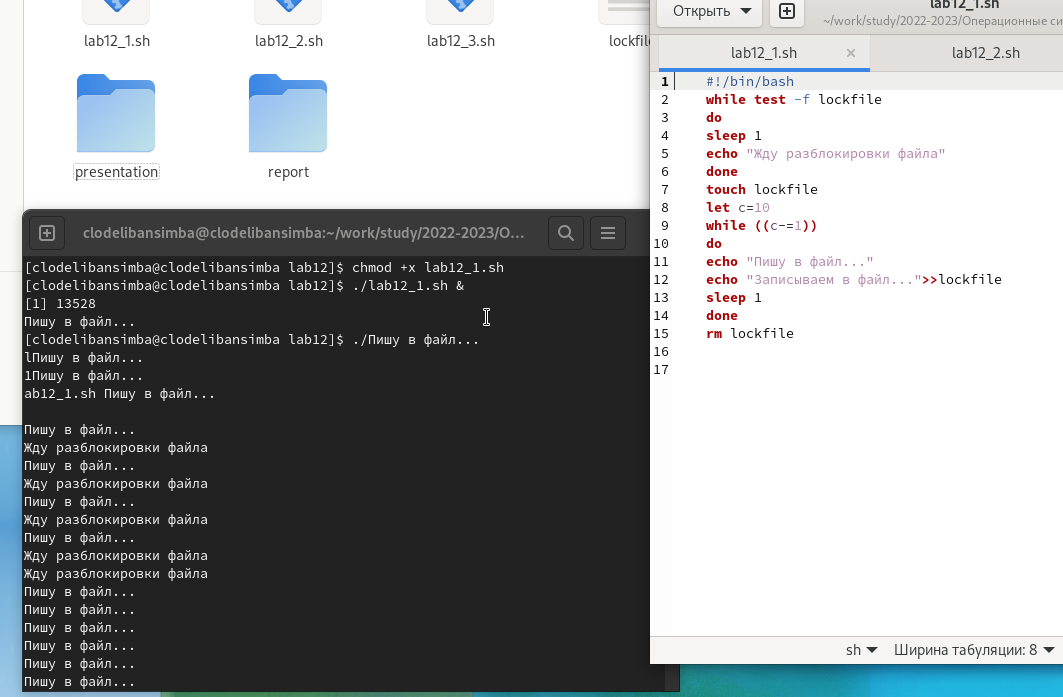 lab12_1.sh
lab12_2.sh
lab12_3.sh
presentation
report
clodelibansimba@clodelibansimba:~/work/study/2022-2023/О...
[clodelibansimba@clodelibansimba lab12]$ chmod +x lab12_1.sh
[clodelibansimba@clodelibansimba lab12]$ ./lab12_1.sh &
[1] 13528
Пишу в файл...
[clodelibansimba@clodelibansimba lab12]$ ./Пишу в файл...
lПишу в файл...
1Пишу в файл...
ab12_1.sh Пишу в файл...
Пишу в файл...
Жду разблокировки файла
Пишу в файл...
Жду разблокировки файла
Пишу в файл...
Жду разблокировки файла
Пишу в файл...
Жду разблокировки файла
Жду разблокировки файла
Пишу в файл...
Пишу в файл...
Пишу в файл...
Пишу в файл...
Пишу в файл...
Пишу в файл...
Открыть
lab12_1.sh
~/work/study/2022-2023/Операционные си
lab12_1.sh ×
lab12_2.sh
1 #!/bin/bash
2 while test -f lockfile
3 do
4 sleep 1
5 echo "Жду разблокировки файла"
6 done
7 touch lockfile
8 let c=10
9 while ((c-=1))
10 do
11 echo "Пишу в файл..."
12 echo "Записываем в файл...">>lockfile
13 sleep 1
14 done
15 rm lockfile
16
17
sh
Ширина табуляции: 8